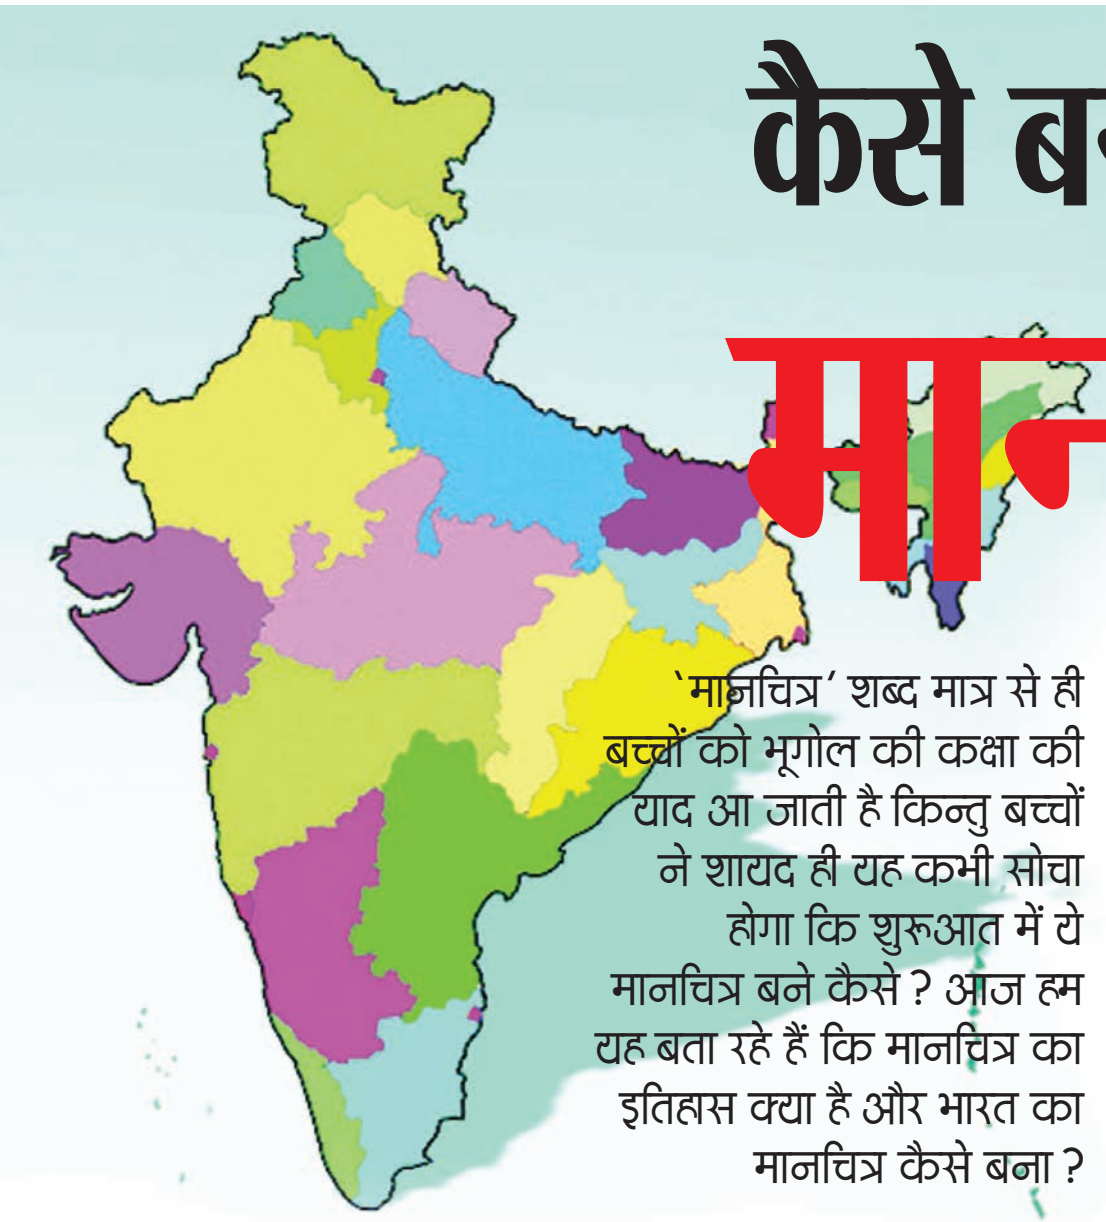 कैसे
`मानचित्र´ शब्द मात्र से ही
बच्चों को भूगोल की कक्षा की
याद आ जाती है किन्तु बच्चों
ने शायद ही यह कभी सोचा
होगा कि शुरूआत में ये
मानचित्र बने कैसे ? आज हम
यह बता रहे हैं कि मानचित्र का
इतिहास क्या है और भारत का
मानचित्र कैसे बना ?